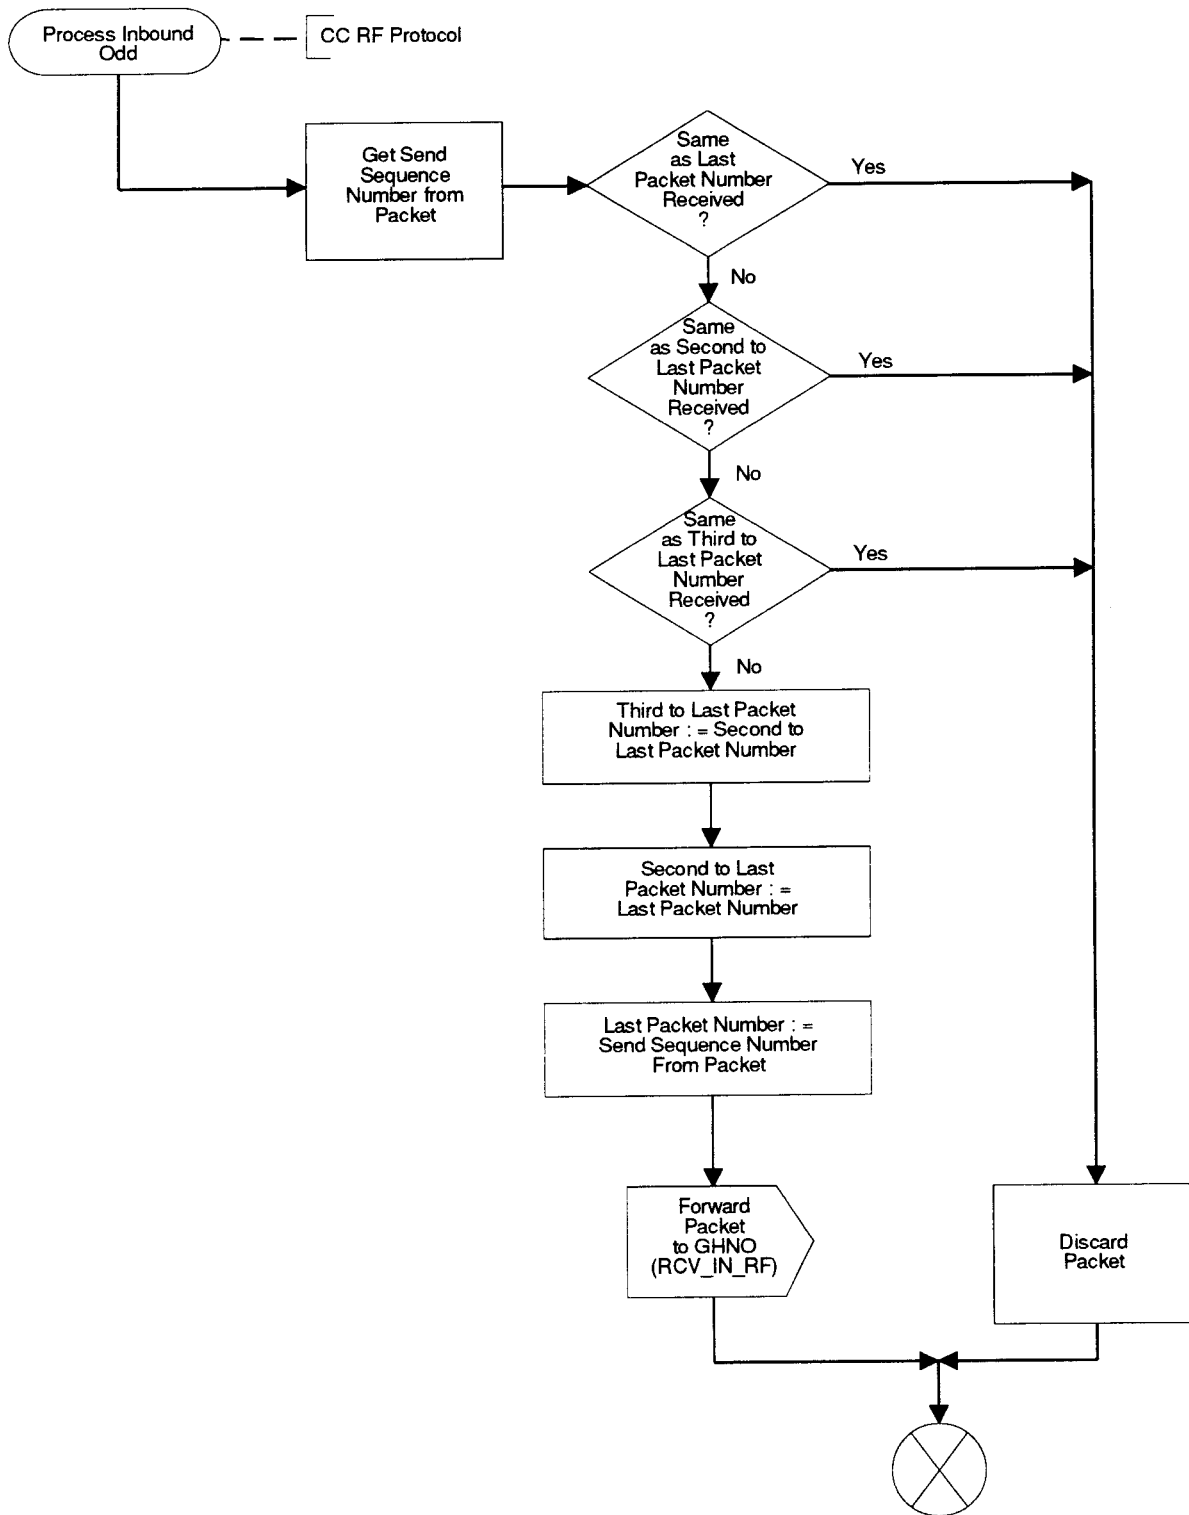 Process Inbound
Odd
CC RF Protocol
Get Send
Sequence
Number from
Packet
Same
as Last
Packet Number
Received
?
Yes
No
Same
as Second to
Last Packet
Number
Received
?
Yes
No
Same
as Third to
Last Packet
Number
Received
?
Yes
No
Third to Last Packet
Number : = Second to
Last Packet Number
Second to Last
Packet Number : =
Last Packet Number
Last Packet Number : =
Send Sequence Number
From Packet
Forward
Packet
to GHNO
(RCV_IN_RF)
Discard
Packet